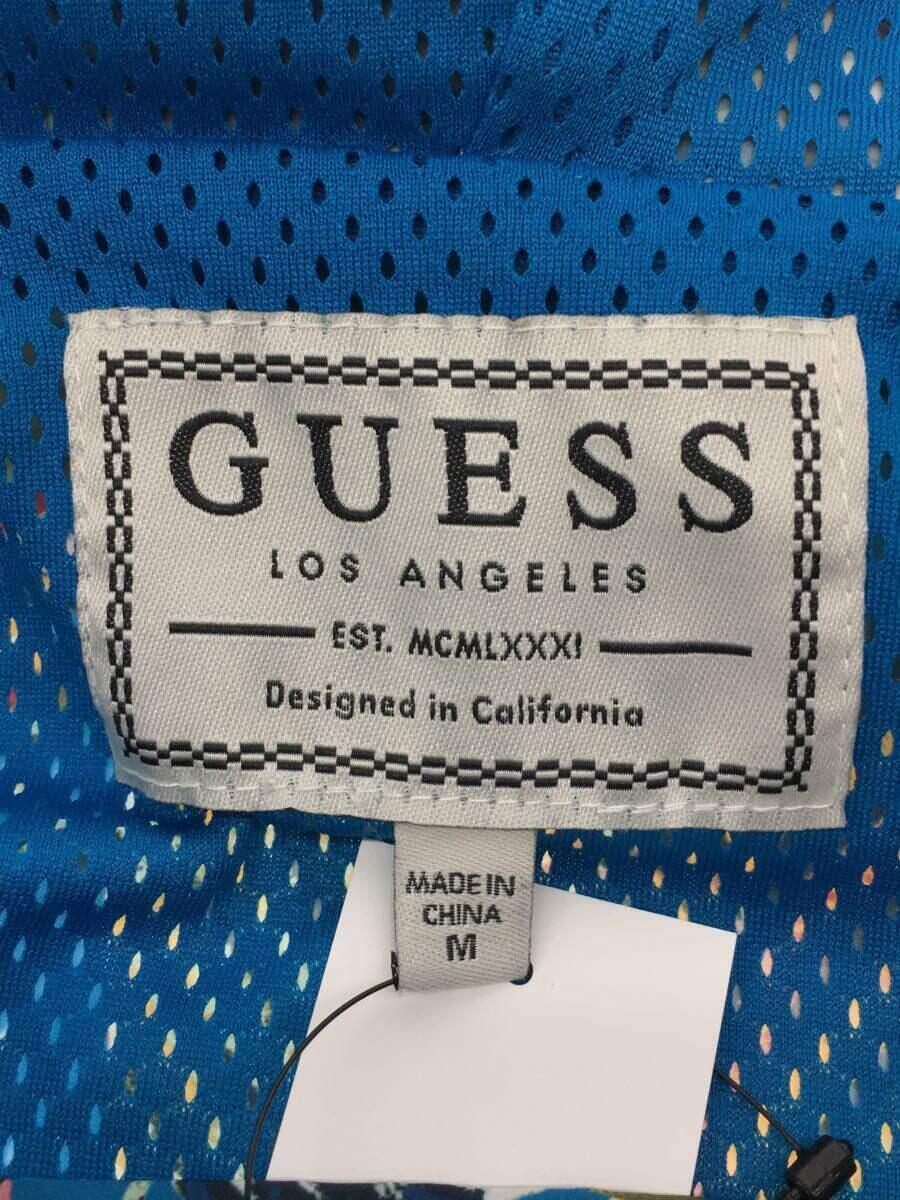 GUESS
LOS ANGELES
EST. MCMLXXXI
Designed in California
MADE IN
CHINA
M